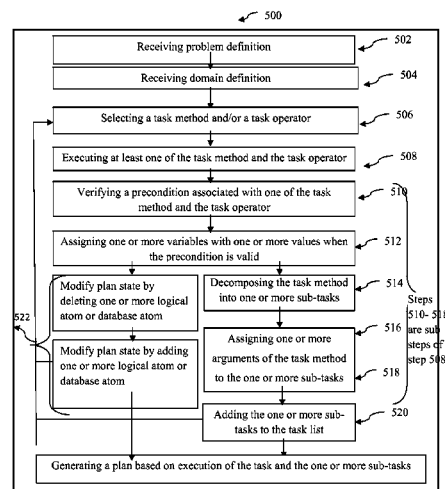 500
Receiving problem definition
502
Receiving domain definition
504
Selecting a task method and/or a task operator
506
Executing at least one of the task method and the task operator
508
Verifying a precondition associated with one of the task
method and the task operator
510
Assigning one or more variables with one or more values when
the precondition is valid
512
Modify plan state by
deleting one or more logical
atom or database atom
Decomposing the task method
into one or more sub-tasks
514
522
Modify plan state by adding
one or more logical atom or
database atom
Assigning one or more
arguments of the task method
to the one or more sub-tasks
516
518
Steps
510- 518
are sub
steps of
step 508
Adding the one or more sub-
tasks to the task list
520
Generating a plan based on execution of the task and the one or more sub-tasks